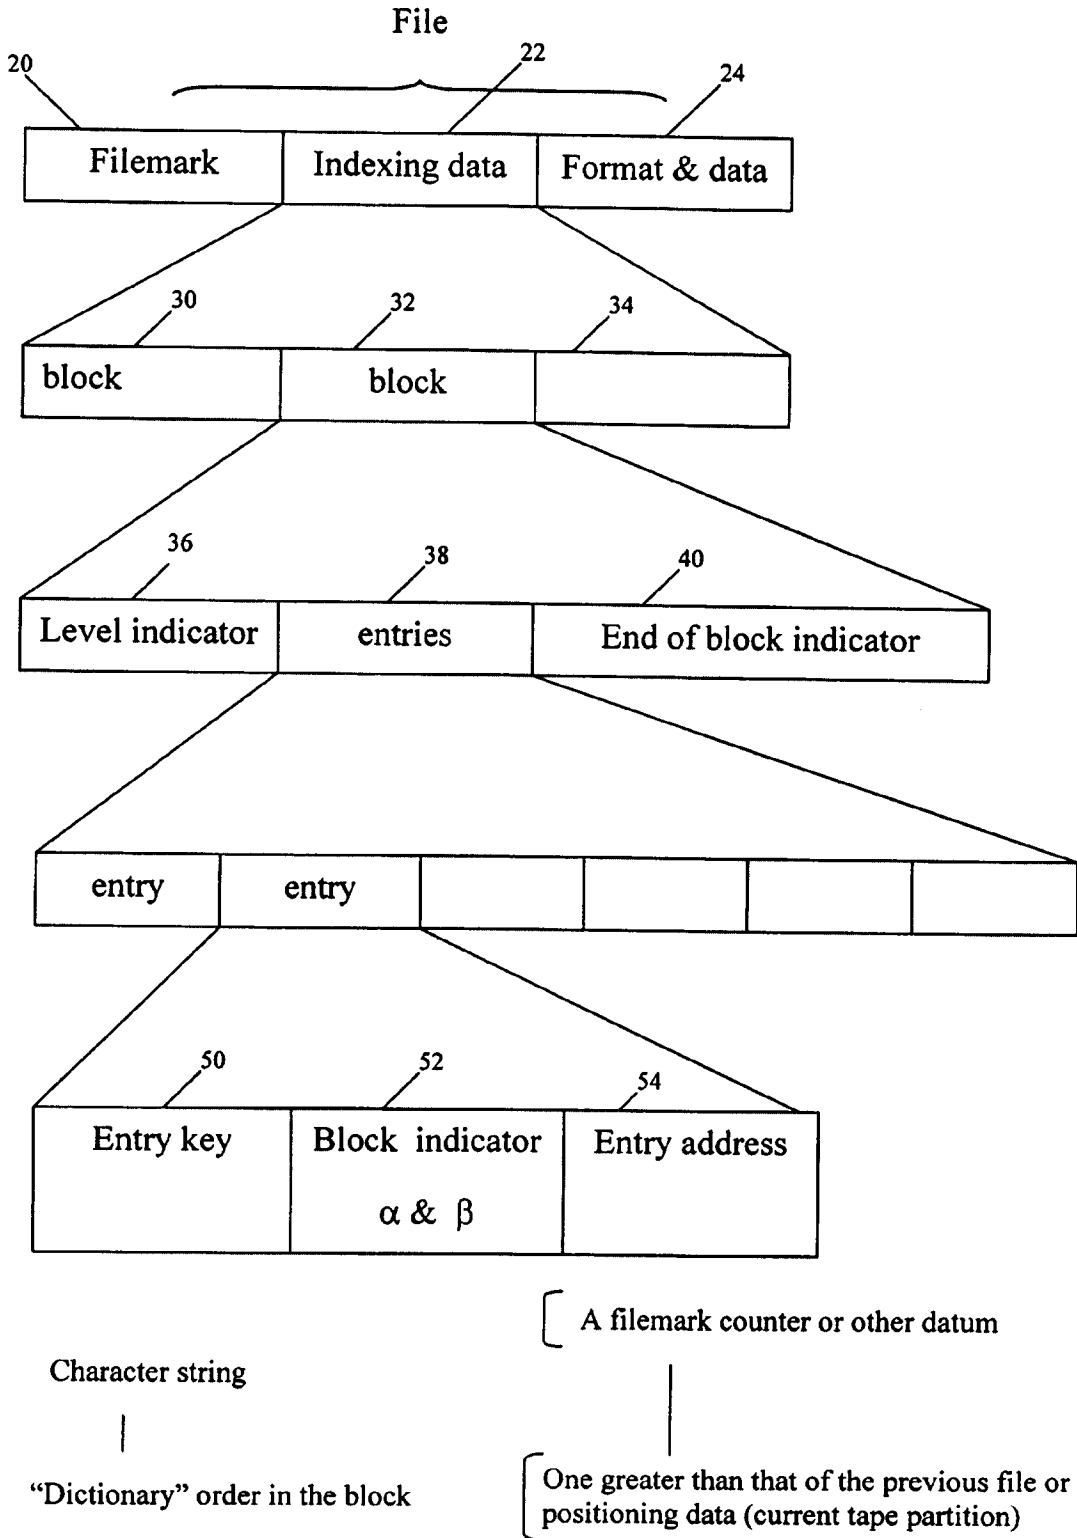 File
20
22
24
Filemark
Indexing data
Format & data
30
32
34
block
block
36
38
40
Level indicator
entries
End of block indicator
entry
entry
50
52
54
Entry key
Block indicator
Entry address
α & β
A filemark counter or other datum
Character string
“Dictionary” order in the block
One greater than that of the previous file or
positioning data (current tape partition)